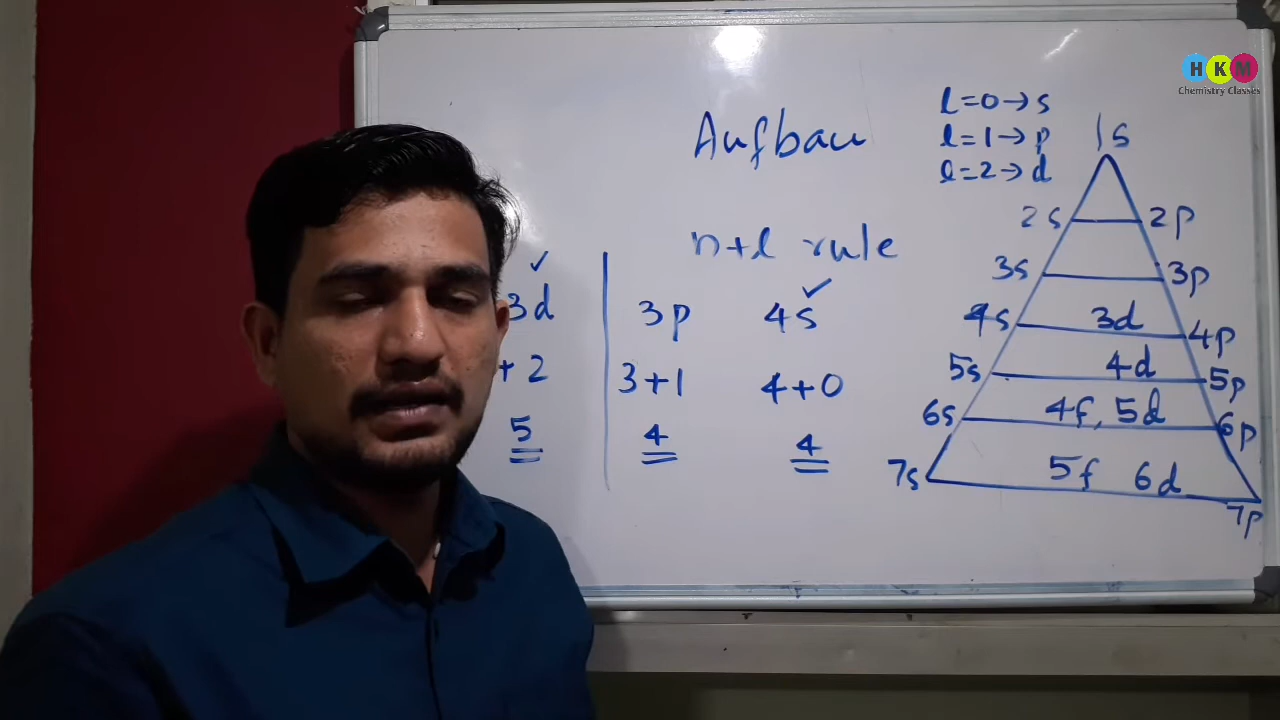 HKM
Chemistry Classes
Aufbau
l=0→s
l=1→p
l=2→d
n+l rule
✓
3d
+ 2
5
3p 4s ✓
3+1 4+0
4 4
1s
2s 2p
3s 3p
4s 3d 4p
5s 4d 5p
6s 4f, 5d 6p
7s 5f 6d 7p